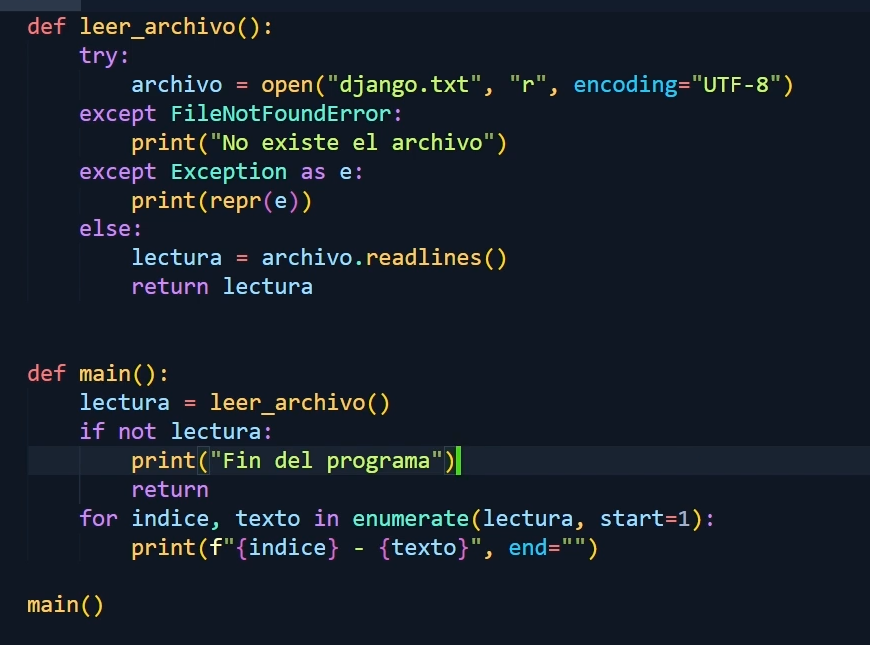 def leer_archivo():
    try:
        archivo = open("django.txt", "r", encoding="UTF-8")
    except FileNotFoundError:
        print("No existe el archivo")
    except Exception as e:
        print(repr(e))
    else:
        lectura = archivo.readlines()
        return lectura


def main():
    lectura = leer_archivo()
    if not lectura:
        print("Fin del programa")
        return
    for indice, texto in enumerate(lectura, start=1):
        print(f"{indice} - {texto}", end="")

main()